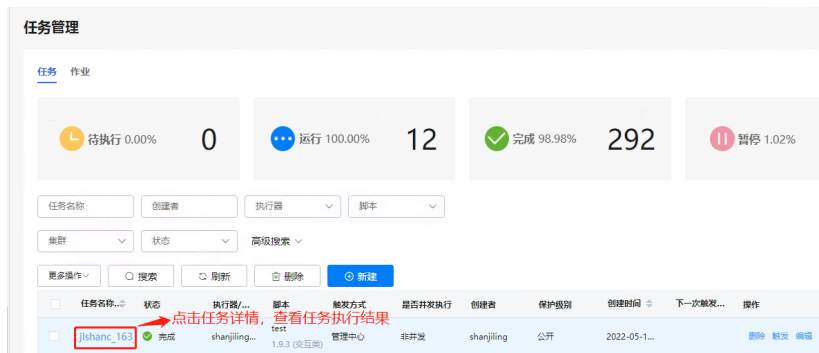 任务管理
任务 作业
待执行 0.00% 0 运行 100.00% 12 完成 98.98% 292 暂停 1.02%
任务名称 创建者 执行器 脚本
集群 状态 高级搜索
更多操作 搜索 刷新 删除 新建
任务名称... 状态 执行器/... 脚本 触发方式 是否并发执行 创建者 保护级别 创建时间 下一次触发... 操作
点击任务详情，查看任务执行结果
jlshanc_163_ 完成 shanjiling... test 管理中心 非并发 shanjiling 公开 2022-05-1... 删除 触发 编辑
1.9.3 (交互类)